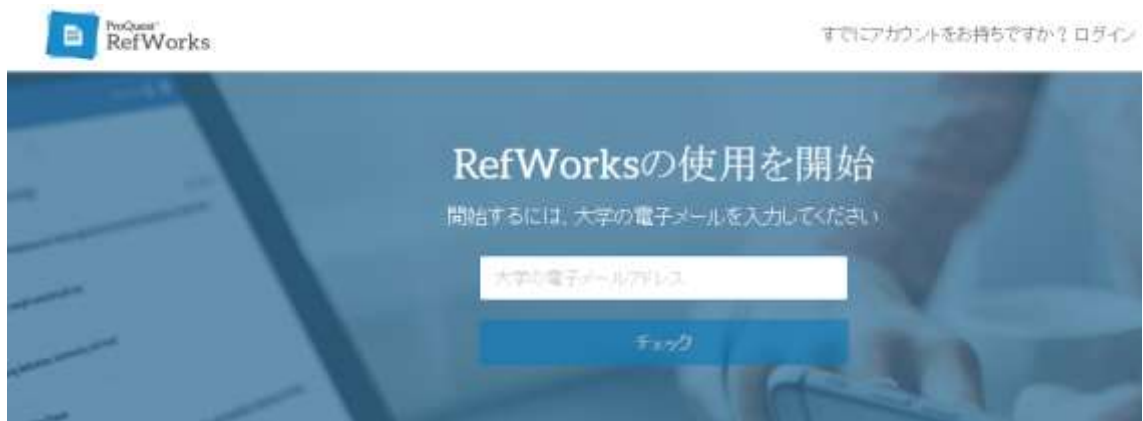 ProQuest
RefWorks
すでにアカウントをお持ちですか？ログイン
RefWorksの使用を開始
開始するには、大学の電子メールを入力してください
大学の電子メールアドレス
チェック